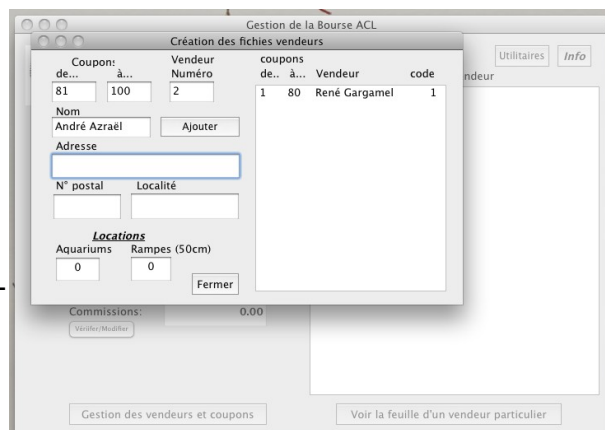 Gestion de la Bourse ACL
Création des fichies vendeurs
Utilitaires Info
Coupons
de... à...
Vendeur
Numéro
81 100 2
Nom
André Azraël Ajouter
Adresse
N° postal Localité
Locations
Aquariums Rampes (50cm)
0 0
Fermer
coupons
de.. à... Vendeur code
1 80 René Gargamel 1
ndeur
Commissions: 0.00
Vérifer/Modifier
Gestion des vendeurs et coupons Voir la feuille d'un vendeur particulier